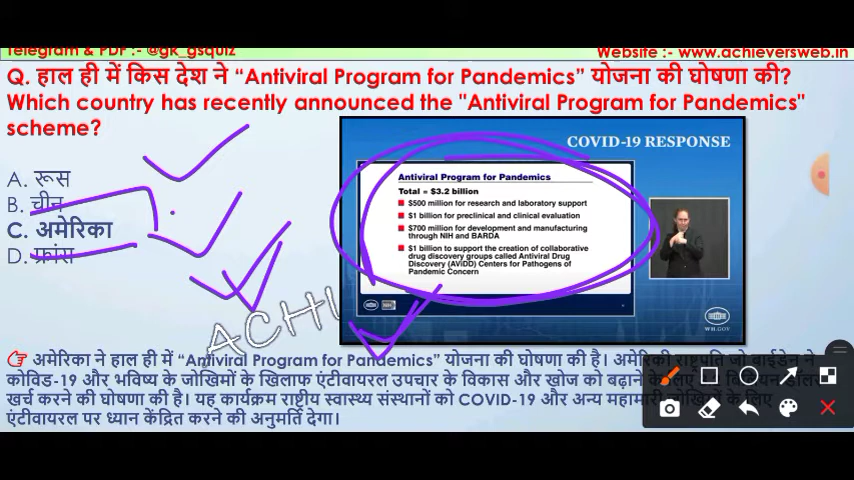 Telegram & PDF :- @gk_gsquiz
Website :- www.achieversweb.in
Q. हाल ही में किस देश ने “Antiviral Program for Pandemics” योजना की घोषणा की?
Which country has recently announced the "Antiviral Program for Pandemics"
scheme?
A. रूस
B. चीन
C. अमेरिका
D. फ्रांस
COVID-19 RESPONSE
Antiviral Program for Pandemics
Total = $3.2 billion
$500 million for research and laboratory support
$1 billion for preclinical and clinical evaluation
$700 million for development and manufacturing
through NIH and BARDA
$1 billion to support the creation of collaborative
drug discovery groups called Antiviral Drug
Discovery (AViDD) Centers for Pathogens of
Pandemic Concern
WH.GOV
अमेरिका ने हाल ही में “Antiviral Program for Pandemics” योजना की घोषणा की है। अमेरिकी राष्ट्रपति जो बाईडेन ने
कोविड-19 और भविष्य के जोखिमों के खिलाफ एंटीवायरल उपचार के विकास और खोज को बढ़ाने के लिए डॉलर
खर्च करने की घोषणा की है। यह कार्यक्रम राष्ट्रीय स्वास्थ्य संस्थानों को COVID-19 और अन्य महामारी के लिए
एंटीवायरल पर ध्यान केंद्रित करने की अनुमति देगा।